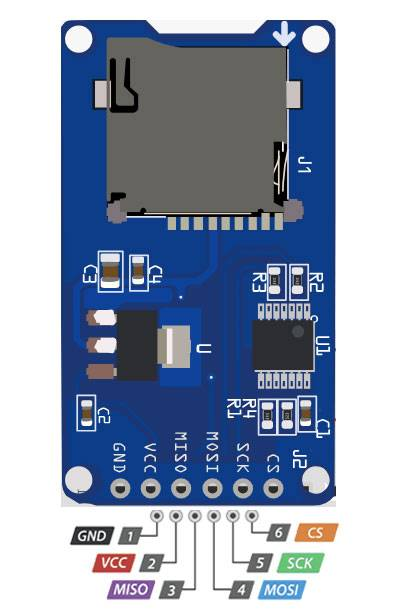 J1
C3 C4 R3 R2
U U1
C2 R1 R4 C1
J2
GND VCC MISO MOSI SCK CS
GND 1 6 CS
VCC 2 5 SCK
MISO 3 4 MOSI